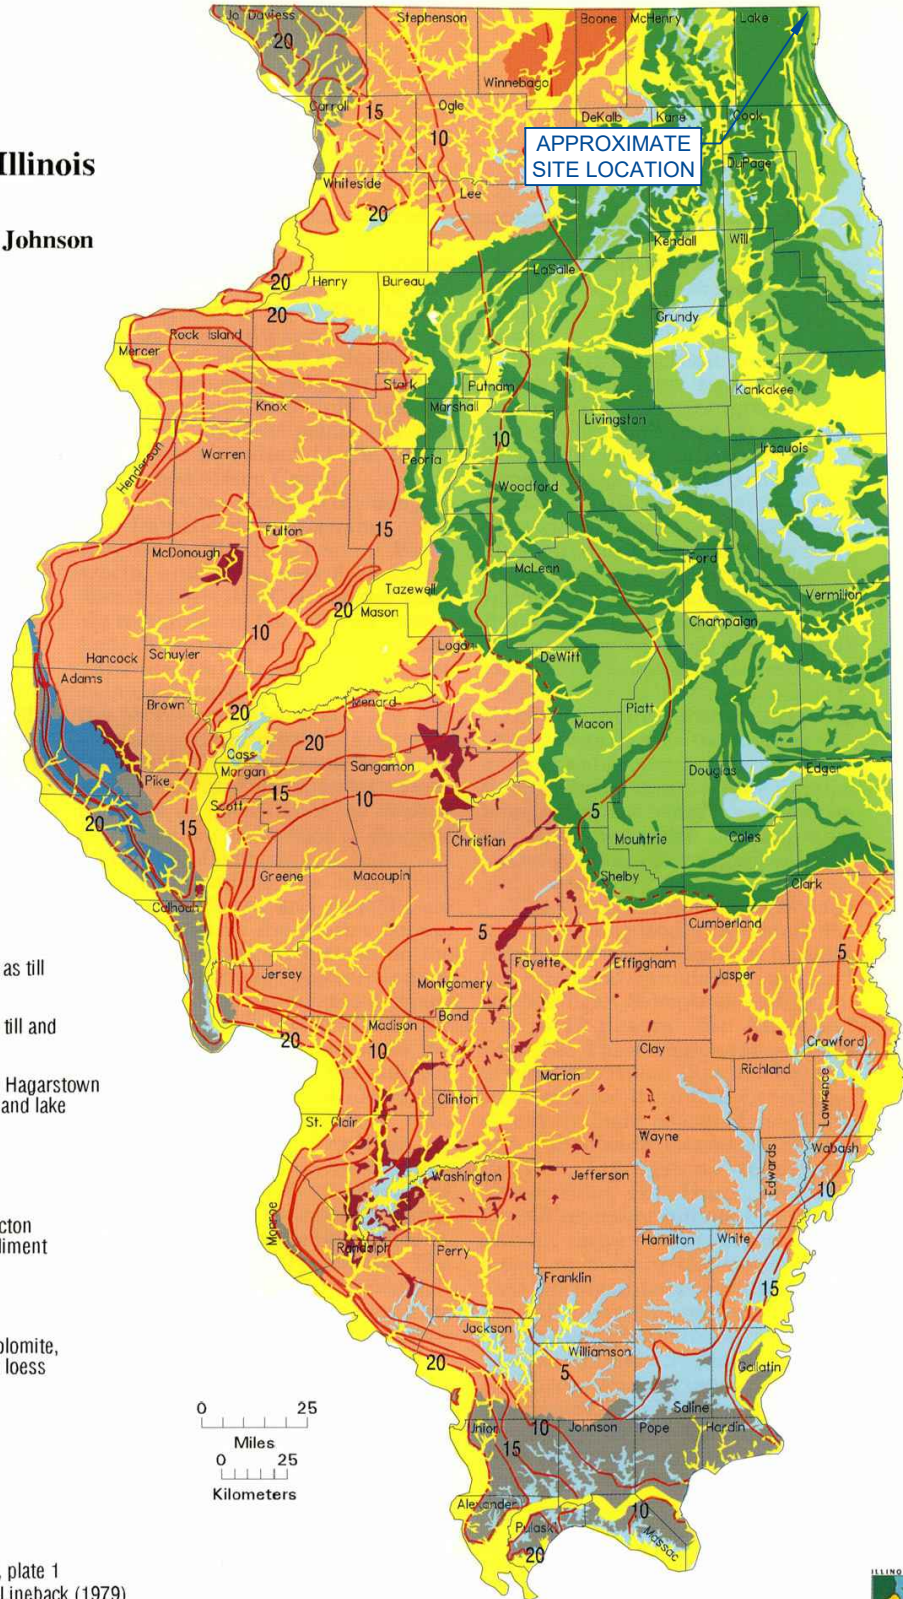 Jo Daviess
Stephenson
Boone
McHenry
Lake
20
Winnebago
Carroll
15
Ogle
10
DeKalb
Kane
Cook
APPROXIMATE
SITE LOCATION
DuPage
Illinois
Whiteside
Lee
20
Johnson
Kendall
Will
LaSalle
20
Henry
Bureau
20
Grundy
Rock Island
Mercer
Stark
Putnam
Kankakee
Knox
Marshall
Livingston
10
Iroquois
Warren
Henderson
Peoria
Woodford
15
Fulton
McDonough
Ford
McLean
Tazewell
Vermilion
20
Mason
Champaign
10
Logan
Hancock
Schuyler
DeWitt
Adams
Brown
Menard
Piatt
20
Macon
20
Cass
Morgan
Sangamon
Douglas
Edgar
Pike
15
10
Scott
5
20
15
Christian
Moultrie
Coles
Greene
Macoupin
Shelby
Clark
Calhoun
Cumberland
5
5
as till
Jersey
Fayette
Effingham
Jasper
Montgomery
till and
Bond
Madison
20
10
Clay
Crawford
Hagarstown
and lake
Marion
Richland
Lawrence
Clinton
St. Clair
Wayne
Wabash
Edwards
Washington
Jefferson
10
Monroe
cton
liment
Hamilton
White
Randolph
Perry
Franklin
15
Jackson
olomite,
loess
Williamson
20
5
Gallatin
0 25
Miles
0 25
Kilometers
Saline
Union
10
Johnson
Pope
Hardin
15
Alexander
10
Pulaski
Massac
20
, plate 1
Lineback (1979)
ILLINO